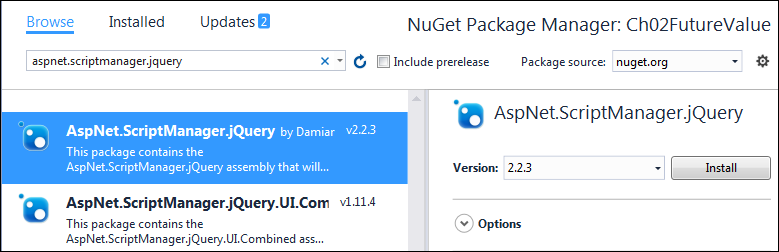 Browse Installed Updates 2
NuGet Package Manager: Ch02FutureValue
aspnet.scriptmanager.jquery
Include prerelease
Package source: nuget.org
AspNet.ScriptManager.jQuery by Damiar v2.2.3
This package contains the
AspNet.ScriptManager.jQuery assembly that will...
AspNet.ScriptManager.jQuery.UI.Com v1.11.4
This package contains the
AspNet.ScriptManager.jQuery.UI.Combined ass...
AspNet.ScriptManager.jQuery
Version: 2.2.3 Install
Options